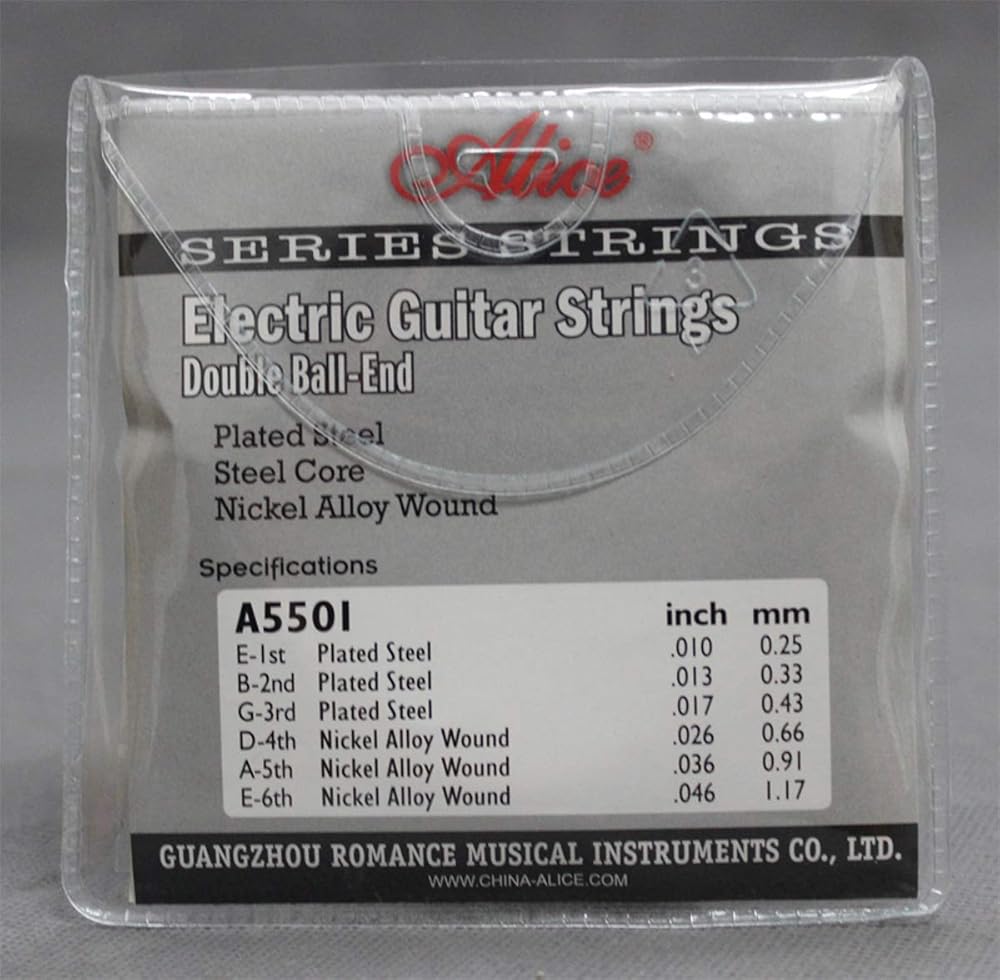 Alice®
SERIES STRINGS
Electric Guitar Strings
Double Ball-End
Plated Steel
Steel Core
Nickel Alloy Wound
Specifications
A5501 inch mm
E-1st Plated Steel .010 0.25
B-2nd Plated Steel .013 0.33
G-3rd Plated Steel .017 0.43
D-4th Nickel Alloy Wound .026 0.66
A-5th Nickel Alloy Wound .036 0.91
E-6th Nickel Alloy Wound .046 1.17
GUANGZHOU ROMANCE MUSICAL INSTRUMENTS CO., LTD.
WWW.CHINA-ALICE.COM
3